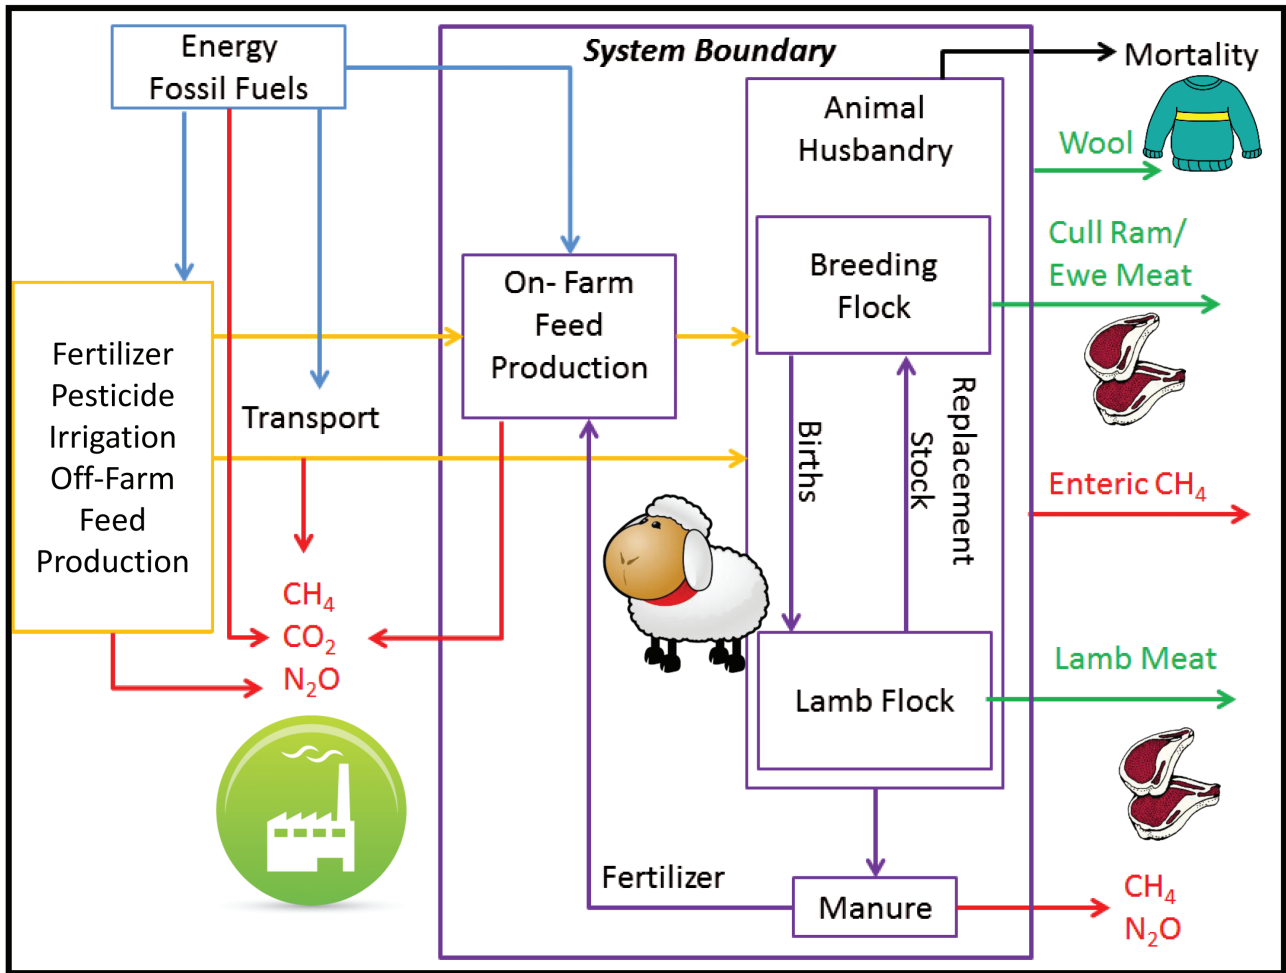 Energy
Fossil Fuels
System Boundary
Mortality
Animal
Husbandry
Wool
Cull Ram/
Ewe Meat
Breeding
Flock
On- Farm
Feed
Production
Fertilizer
Pesticide
Irrigation
Off-Farm
Feed
Production
Transport
Births
Replacement
Stock
Enteric CH₄
CH₄
CO₂
N₂O
Lamb Meat
Lamb Flock
Fertilizer
Manure
CH₄
N₂O